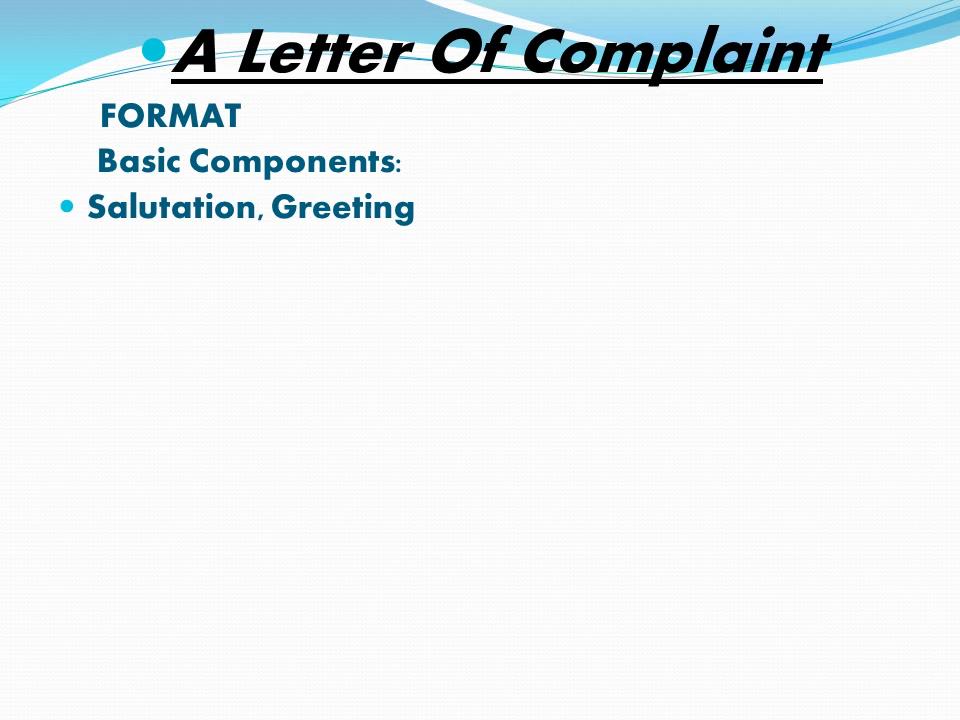 • A Letter Of Complaint
FORMAT
Basic Components:
• Salutation, Greeting